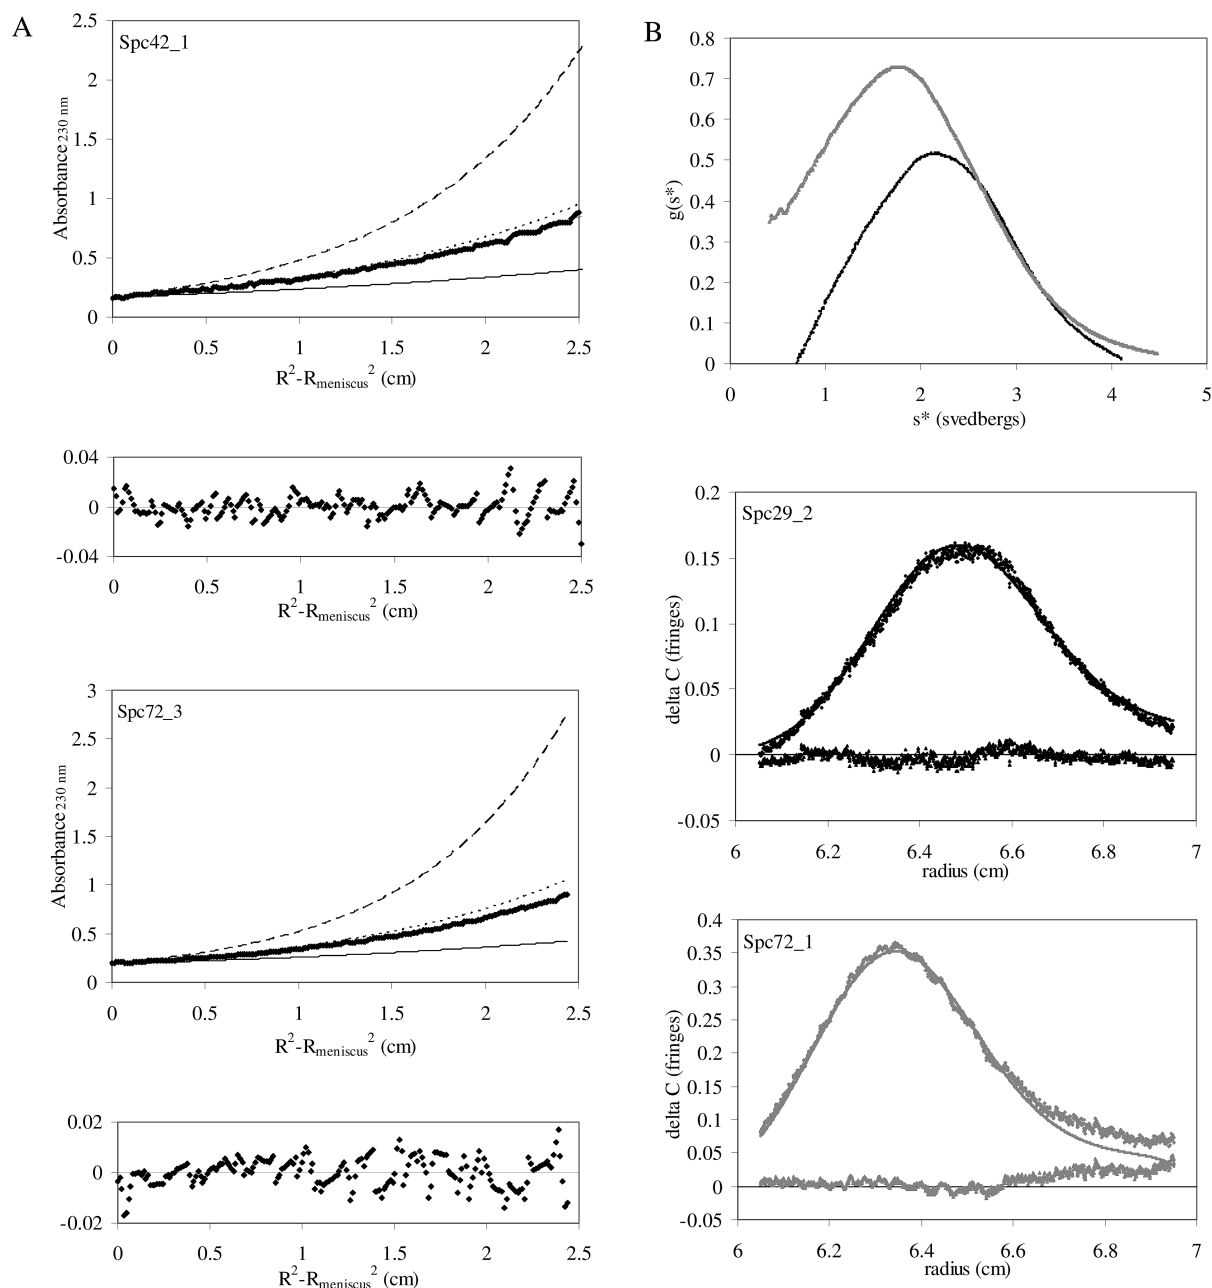 A
Spc42_1
2.5
2
1.5
1
0.5
0
Absorbance 230 nm
0 0.5 1 1.5 2 2.5
R²-Rmeniscus² (cm)
0.04
0
-0.04
0 0.5 1 1.5 2 2.5
R²-Rmeniscus² (cm)
Spc72_3
3
2.5
2
1.5
1
0.5
0
Absorbance 230 nm
0 0.5 1 1.5 2 2.5
R²-Rmeniscus² (cm)
0.02
0
-0.02
0 0.5 1 1.5 2 2.5
R²-Rmeniscus² (cm)
B
0.8
0.7
0.6
0.5
0.4
0.3
0.2
0.1
0
g(s*)
0 1 2 3 4 5
s* (svedbergs)
Spc29_2
0.2
0.15
0.1
0.05
0
-0.05
delta C (fringes)
6 6.2 6.4 6.6 6.8 7
radius (cm)
Spc72_1
0.4
0.35
0.3
0.25
0.2
0.15
0.1
0.05
0
-0.05
delta C (fringes)
6 6.2 6.4 6.6 6.8 7
radius (cm)